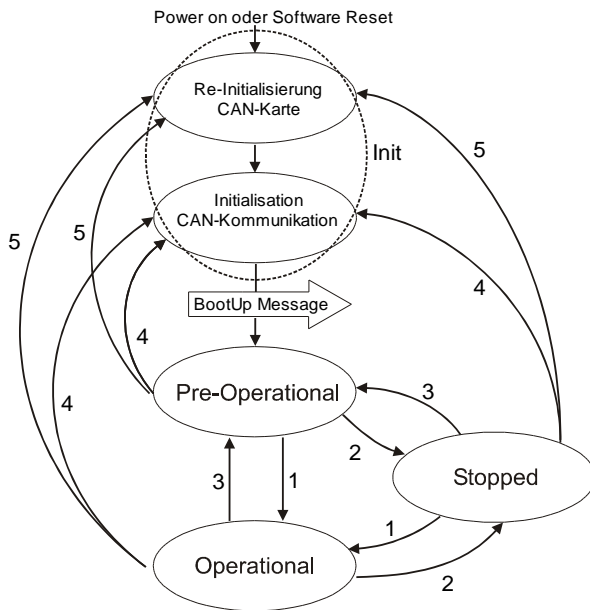 Power on oder Software Reset
Re-Initialisierung
CAN-Karte
Init
5
Initialisation
CAN-Kommunikation
5
5
4
BootUp Message
4
4
Pre-Operational
3
2
Stopped
3
1
1
Operational
2